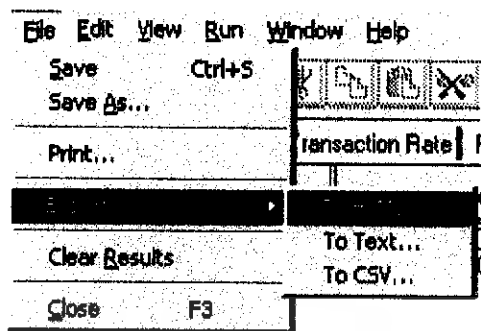 File Edit View Run Window Help
Save Ctrl+S
Save As...
ransaction Rate
Print...
To Text...
Clear Results
To CSV...
Close F3